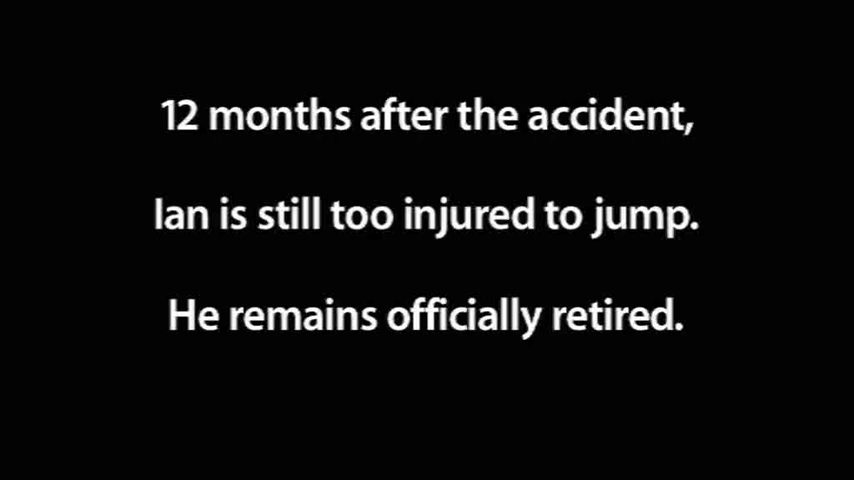 12 months after the accident,
Ian is still too injured to jump.
He remains officially retired.